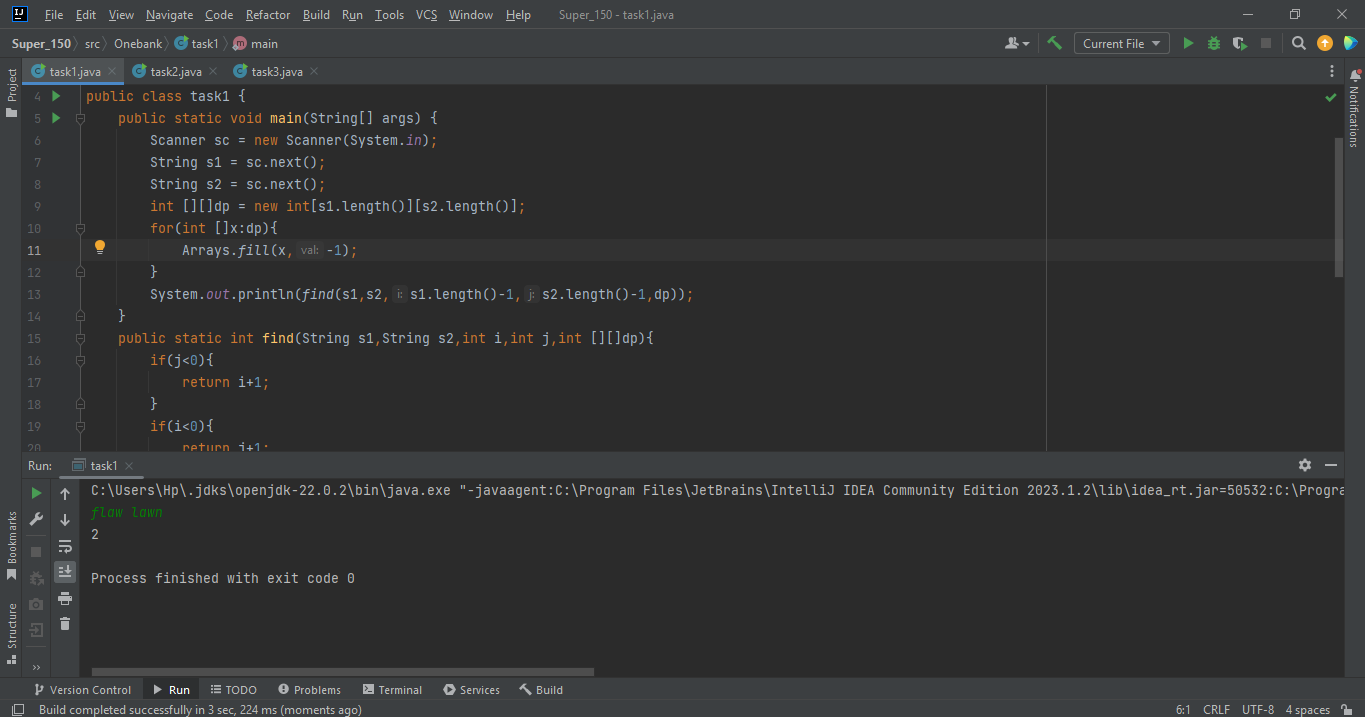 File Edit View Navigate Code Refactor Build Run Tools VCS Window Help Super_150 - task1.java
Super_150 src Onebank task1 main Current File
task1.java task2.java task3.java
Project
Notifications
4 public class task1 {
5 public static void main(String[] args) {
6 Scanner sc = new Scanner(System.in);
7 String s1 = sc.next();
8 String s2 = sc.next();
9 int [][]dp = new int[s1.length()][s2.length()];
10 for(int []x:dp){
11 Arrays.fill(x, val: -1);
12 }
13 System.out.println(find(s1,s2, i: s1.length()-1, j: s2.length()-1,dp));
14 }
15 public static int find(String s1,String s2,int i,int j,int [][]dp){
16 if(j<0){
17 return i+1;
18 }
19 if(i<0){
20 return j+1;
Run: task1
C:\Users\Hp\.jdks\openjdk-22.0.2\bin\java.exe "-javaagent:C:\Program Files\JetBrains\IntelliJ IDEA Community Edition 2023.1.2\lib\idea_rt.jar=50532:C:\Progra
flaw lawn
2
Process finished with exit code 0
Bookmarks
Structure
Version Control Run TODO Problems Terminal Services Build
Build completed successfully in 3 sec, 224 ms (moments ago) 6:1 CRLF UTF-8 4 spaces